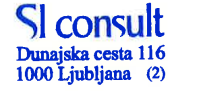 SI consult
Dunajska cesta 116
1000 Ljubljana (2)